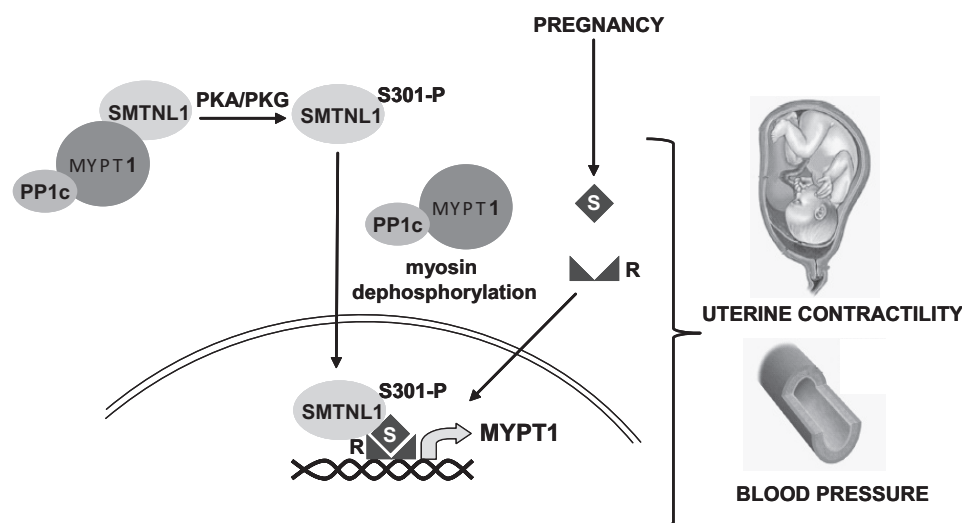 PREGNANCY
SMTNL1
PKA/PKG
SMTNL1
S301-P
MYPT1
PP1c
S
MYPT1
PP1c
R
myosin
dephosphorylation
UTERINE CONTRACTILITY
S301-P
SMTNL1
S
R
MYPT1
BLOOD PRESSURE